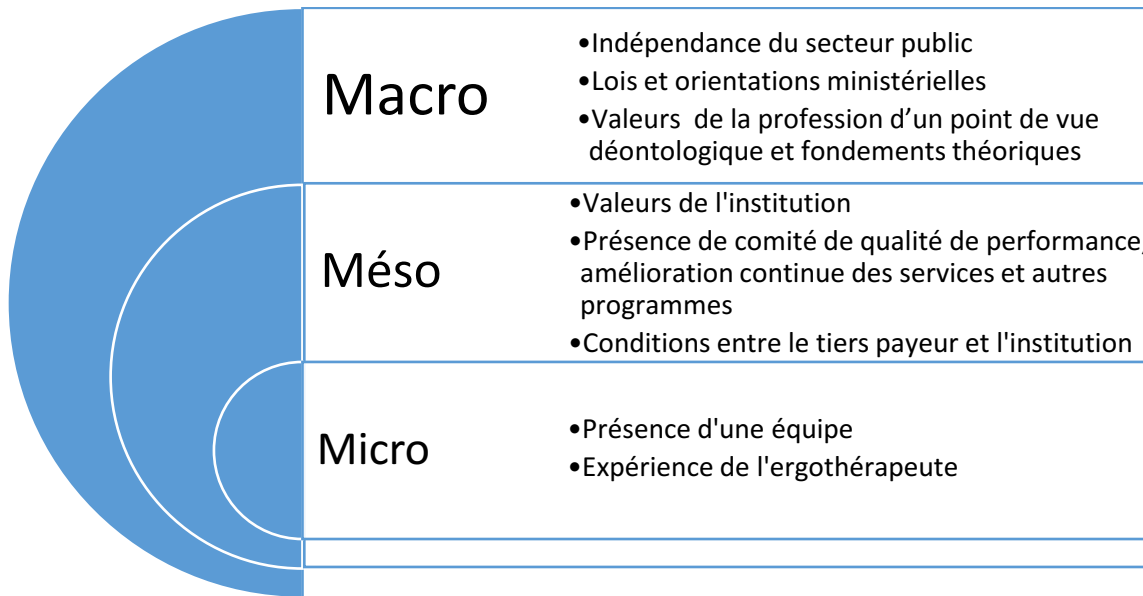 Macro
•Indépendance du secteur public
•Lois et orientations ministérielles
•Valeurs de la profession d’un point de vue
déontologique et fondements théoriques
Méso
•Valeurs de l'institution
•Présence de comité de qualité de performance,
amélioration continue des services et autres
programmes
•Conditions entre le tiers payeur et l'institution
Micro
•Présence d'une équipe
•Expérience de l'ergothérapeute